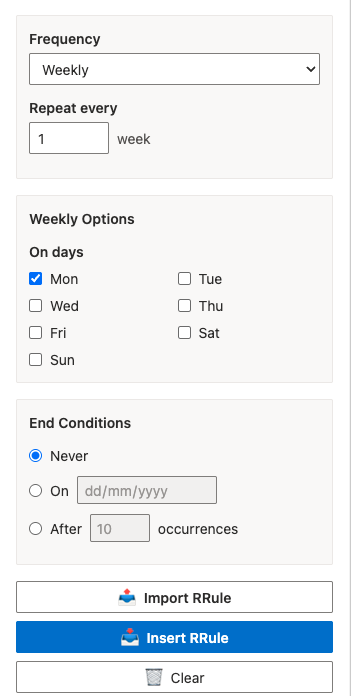 Frequency
Weekly
Repeat every
1 week
Weekly Options
On days
Mon Tue
Wed Thu
Fri Sat
Sun
End Conditions
Never
On dd/mm/yyyy
After 10 occurrences
Import RRule
Insert RRule
Clear